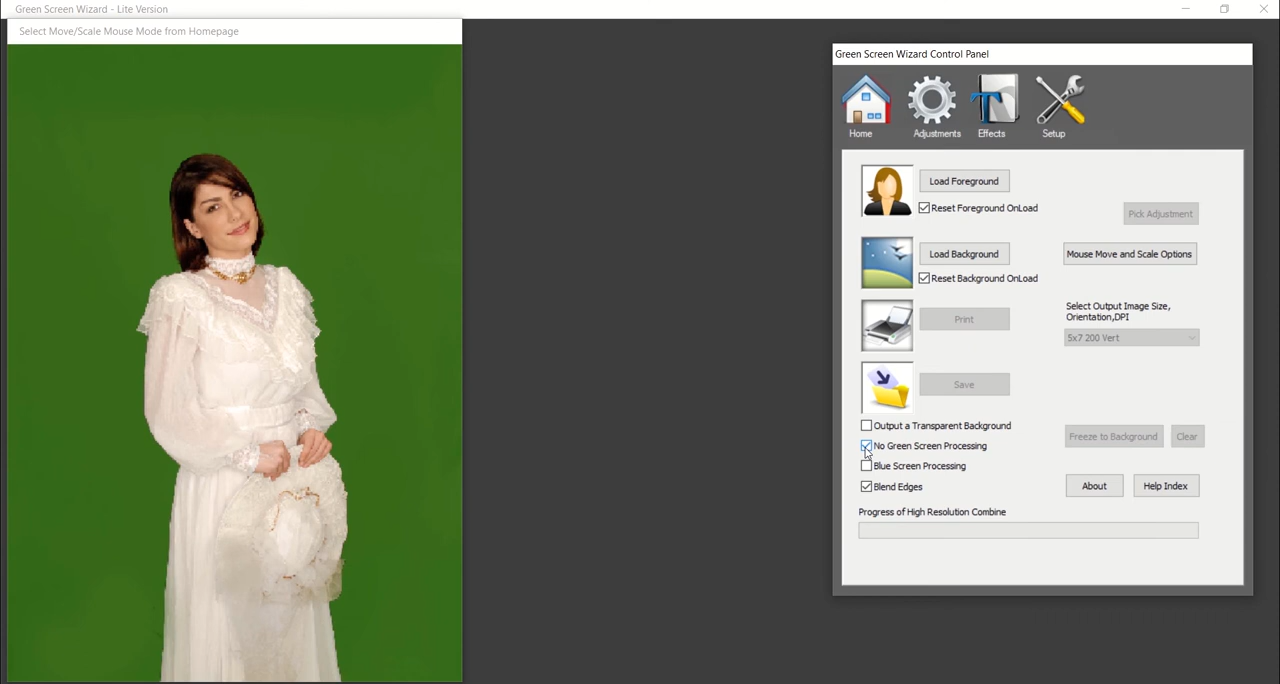 Green Screen Wizard - Lite Version
Select Move/Scale Mouse Mode from Homepage
Green Screen Wizard Control Panel
Home
Adjustments
Effects
Setup
Load Foreground
Reset Foreground OnLoad
Pick Adjustment
Load Background
Mouse Move and Scale Options
Reset Background OnLoad
Select Output Image Size,
Orientation,DPI
Print
5x7 200 Vert
Save
Output a Transparent Background
No Green Screen Processing
Freeze to Background
Clear
Blue Screen Processing
Blend Edges
About
Help Index
Progress of High Resolution Combine